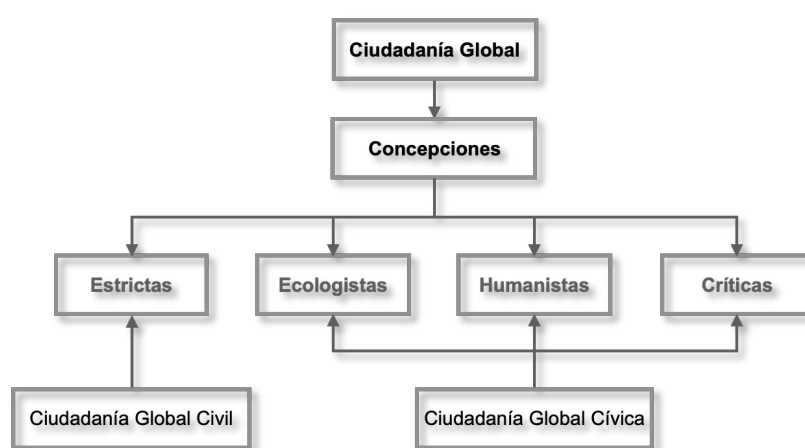 Ciudadanía Global
Concepciones
Estrictas
Ecologistas
Humanistas
Críticas
Ciudadanía Global Civil
Ciudadanía Global Cívica